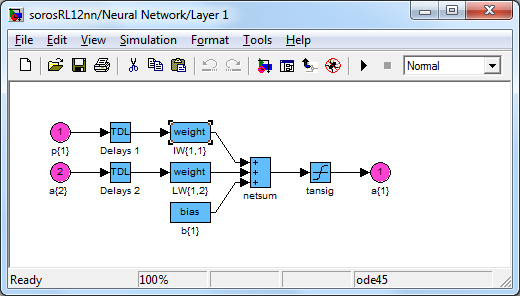 sorosRL12nn/Neural Network/Layer 1
File Edit View Simulation Format Tools Help
Normal
1 TDL weight
p{1} Delays 1 IW{1,1}
2 TDL weight + + + 1
a{2} Delays 2 LW{1,2} netsum tansig a{1}
bias
b{1}
Ready 100% ode45